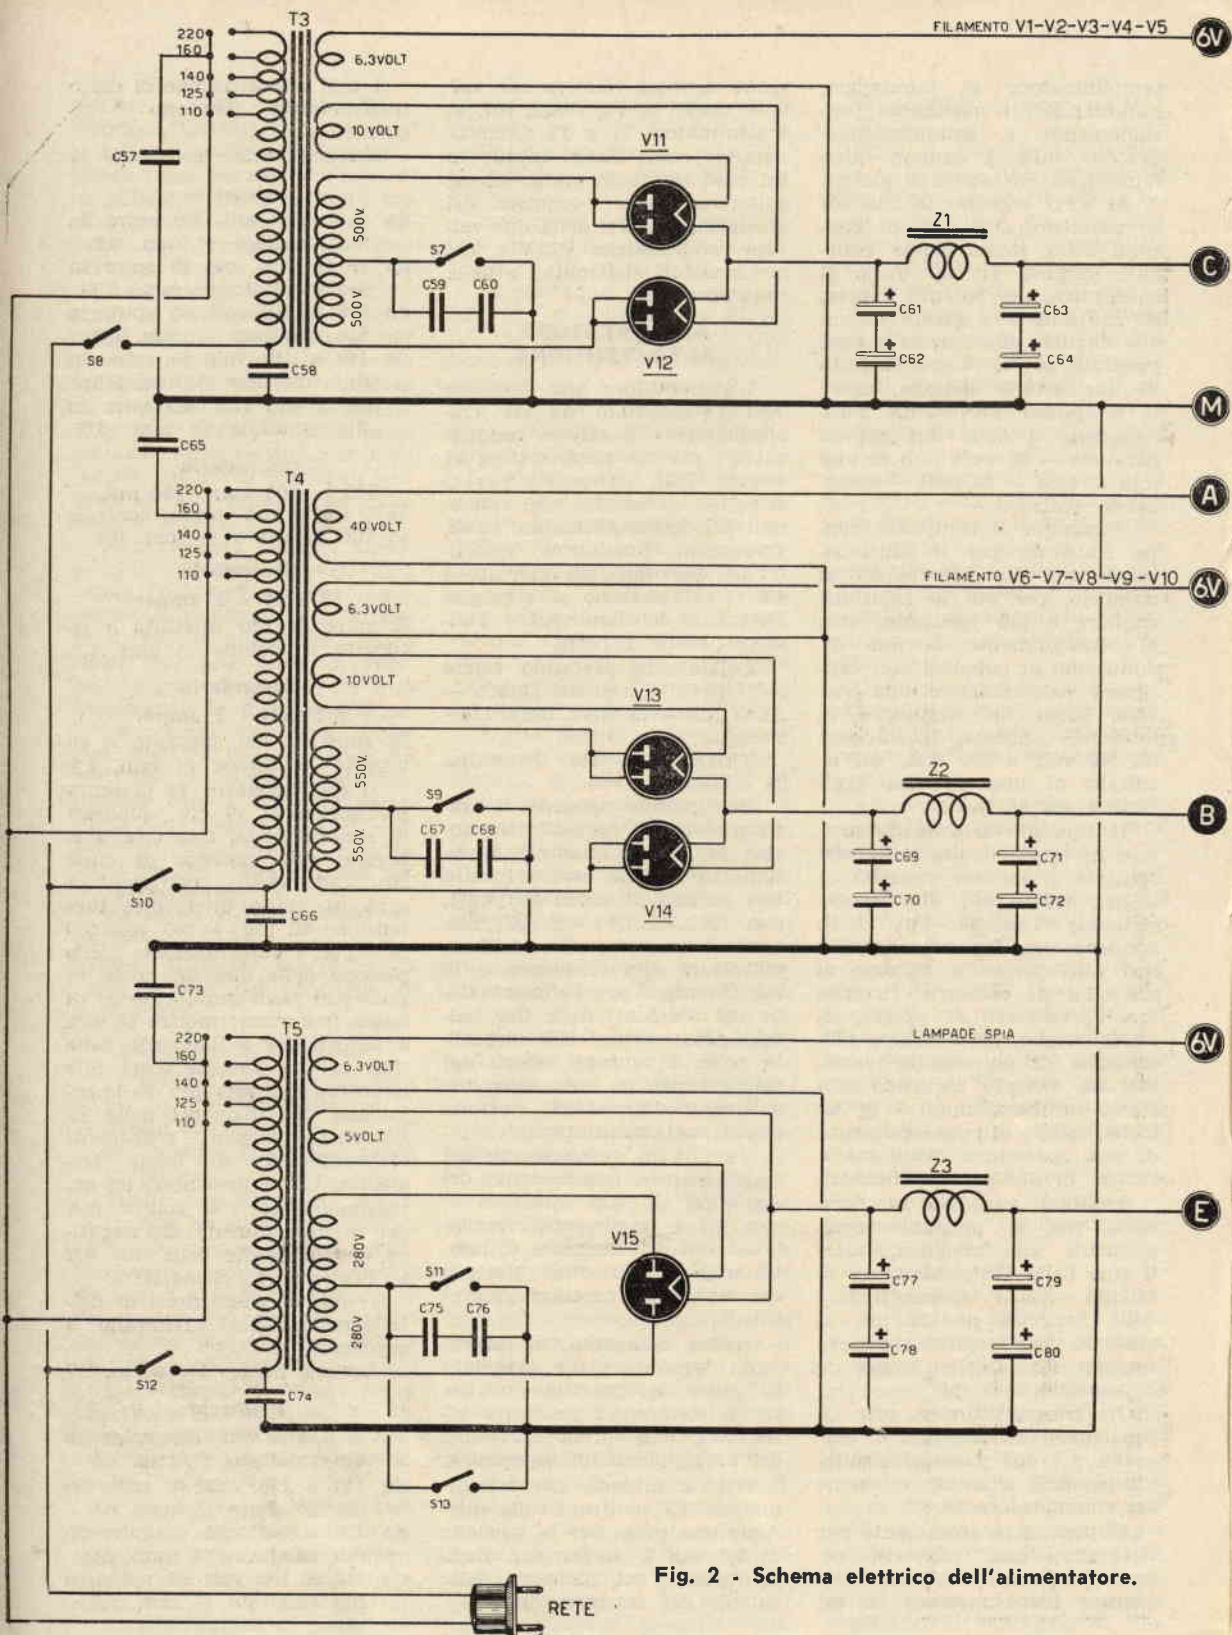 T3
FILAMENTO V1-V2-V3-V4-V5
6V
220
160
140
125
110
6.3VOLT
10 VOLT
C57
V11
500V.
500V
S7
C59
C60
Z1
C
C61
C63
C62
C64
V12
S8
C58
M
C65
T4
220
160
140
125
110
A
40 VOLT
FILAMENTO V6-V7-V8-V9-V10
6V
6.3VOLT
10VOLT
V13
550V.
550V
S9
C67
C68
Z2
B
C69
C71
C70
C72
V14
S10
C66
C73
T5
220
160
140
125
110
LAMPADE SPIA
6V
6.3VOLT
5VOLT
Z3
E
280V
280V
V15
S11
C75
C76
C77
C79
C78
C80
S12
C74
S13
Fig. 2 - Schema elettrico dell'alimentatore.
RETE